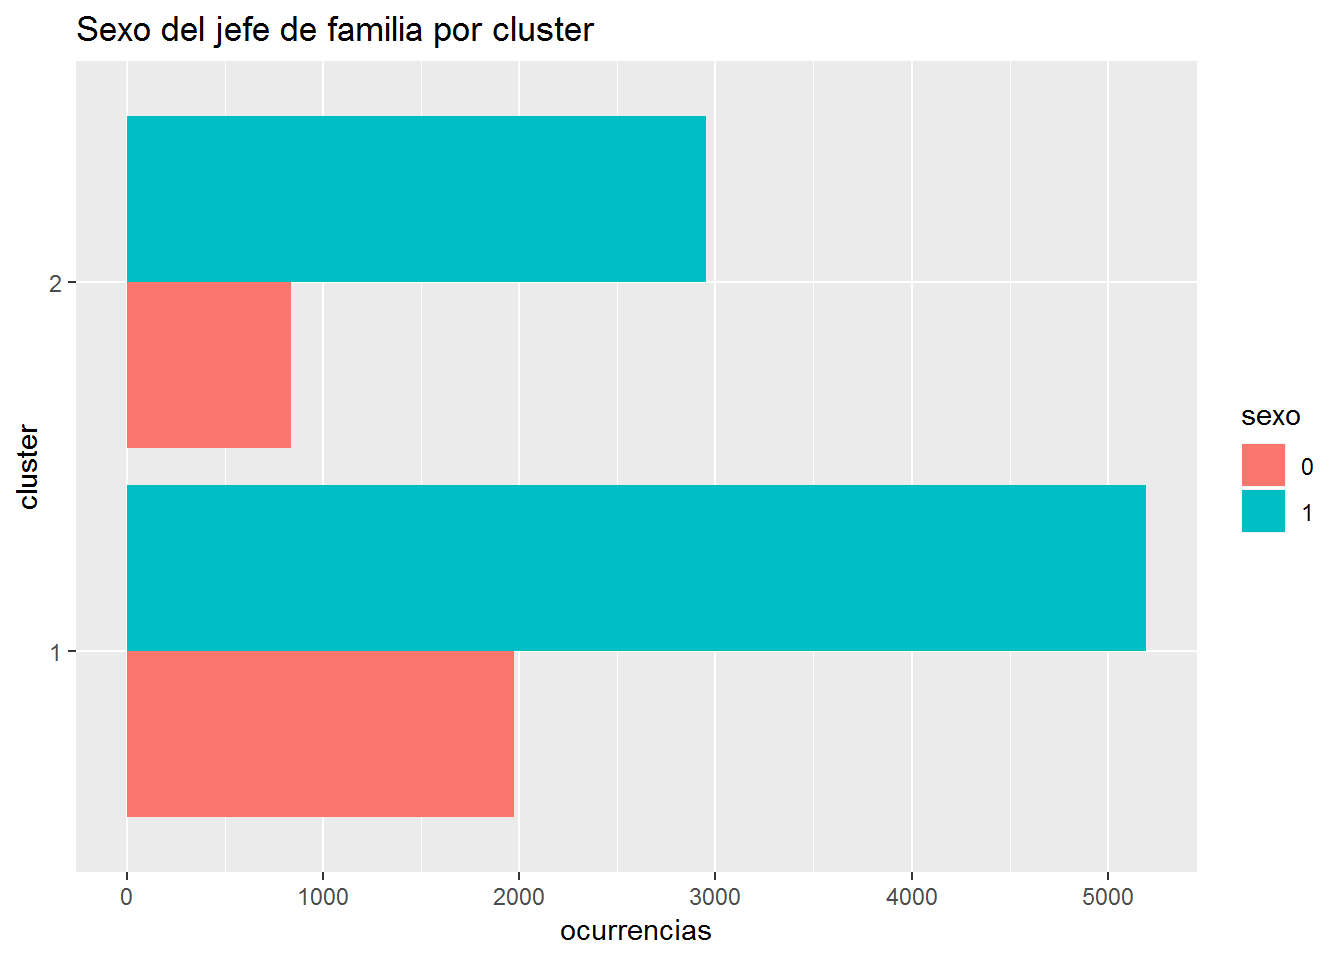 Sexo del jefe de familia por cluster
2
1
cluster
0
1000
2000
3000
4000
5000
ocurrencias
sexo
0
1